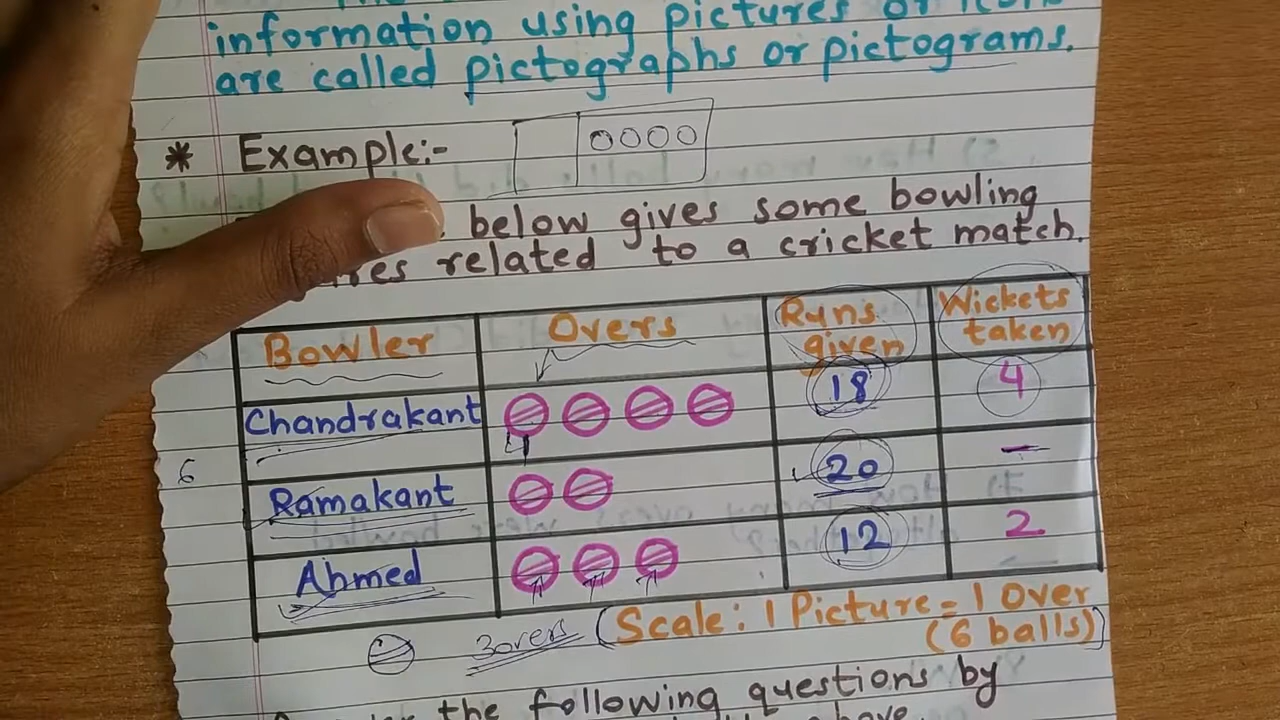 information using pictures or icons
are called pictographs or pictograms.
* Example:-
below gives some bowling
related to a cricket match.
Bowler Overs Runs given Wickets taken
Chandrakant 18 4
6
Ramakant 20 —
Ahmed 12 2
3overs (Scale: 1 Picture = 1 Over
(6 balls))
the following questions by
above.